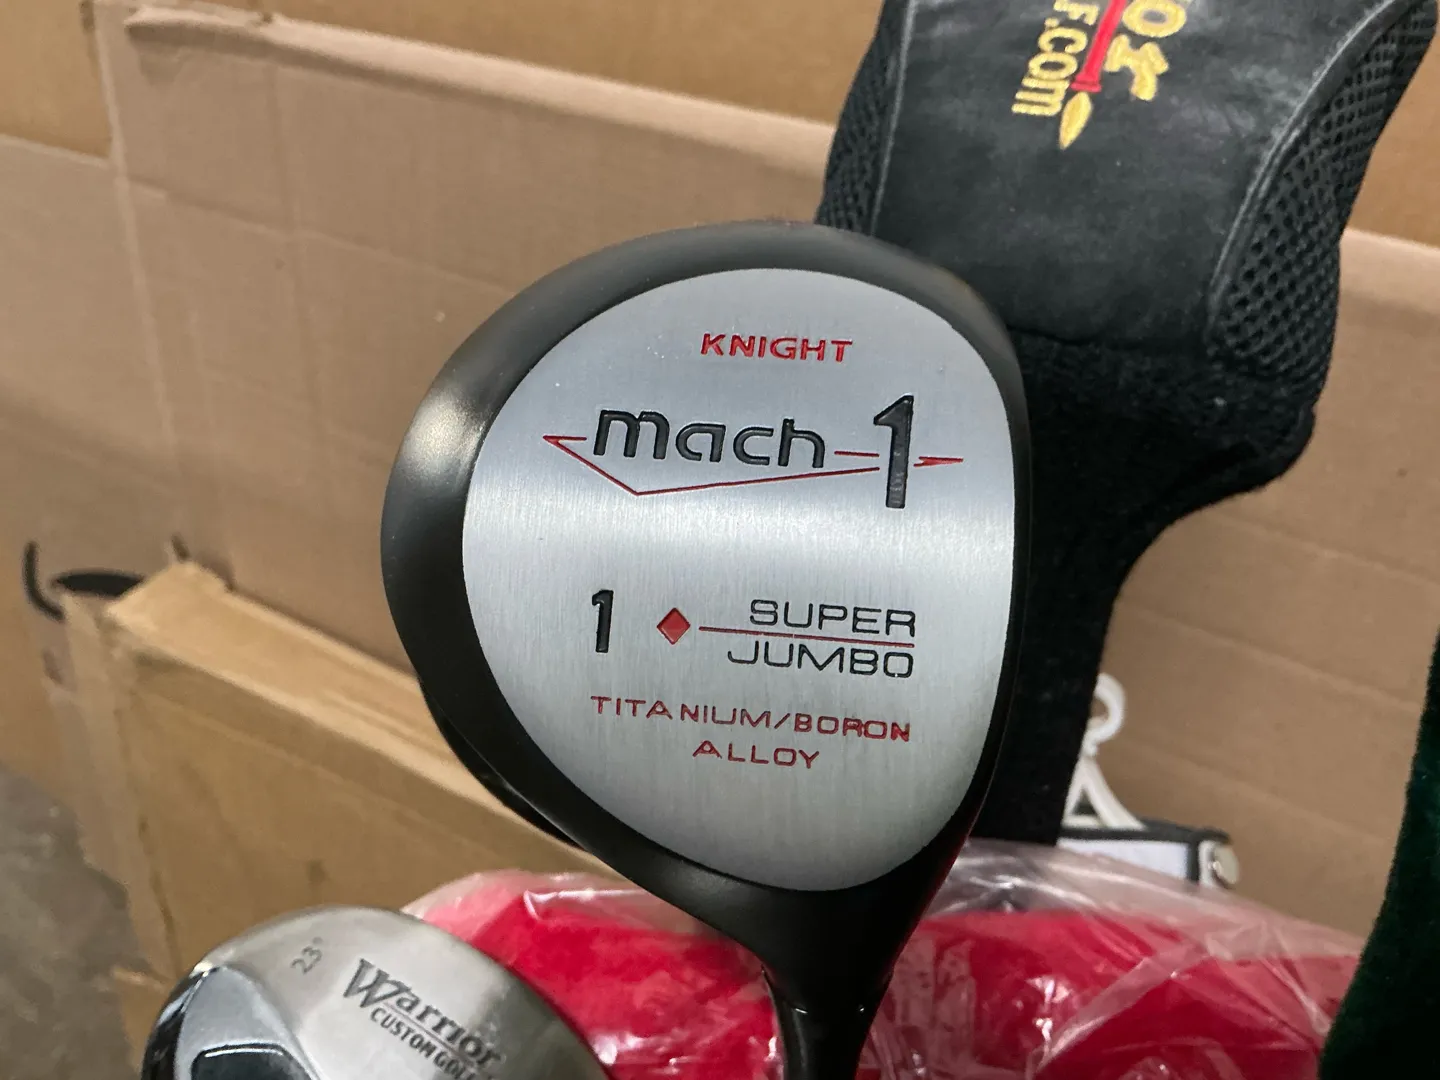 F.com
KNIGHT
mach 1
1 SUPER
JUMBO
TITANIUM/BORON
ALLOY
23°
Warrior
CUSTOM GOLF